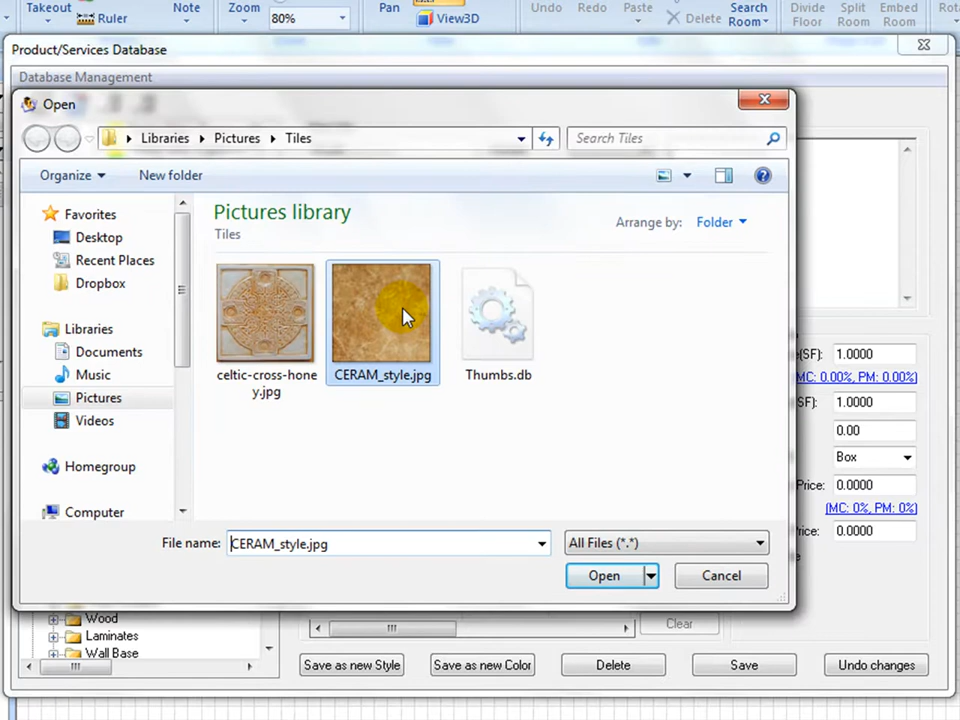 Takeout
Ruler
Note
Zoom
80%
Pan
View3D
Undo
Redo
Paste
Delete
Search
Room
Divide
Floor
Split
Room
Embed
Room
Product/Services Database
Database Management
Open
Libraries
Pictures
Tiles
Search Tiles
Organize
New folder
Favorites
Desktop
Recent Places
Dropbox
Libraries
Documents
Music
Pictures
Videos
Homegroup
Computer
Pictures library
Tiles
Arrange by:
Folder
celtic-cross-hone
y.jpg
CERAM_style.jpg
Thumbs.db
File name:
CERAM_style.jpg
All Files (*.*)
Open
Cancel
(SF):
1.0000
MC: 0.00%, PM: 0.00%)
SF):
1.0000
0.00
Box
Price:
0.0000
(MC: 0%, PM: 0%)
rice:
0.0000
Wood
Laminates
Wall Base
Clear
Save as new Style
Save as new Color
Delete
Save
Undo changes